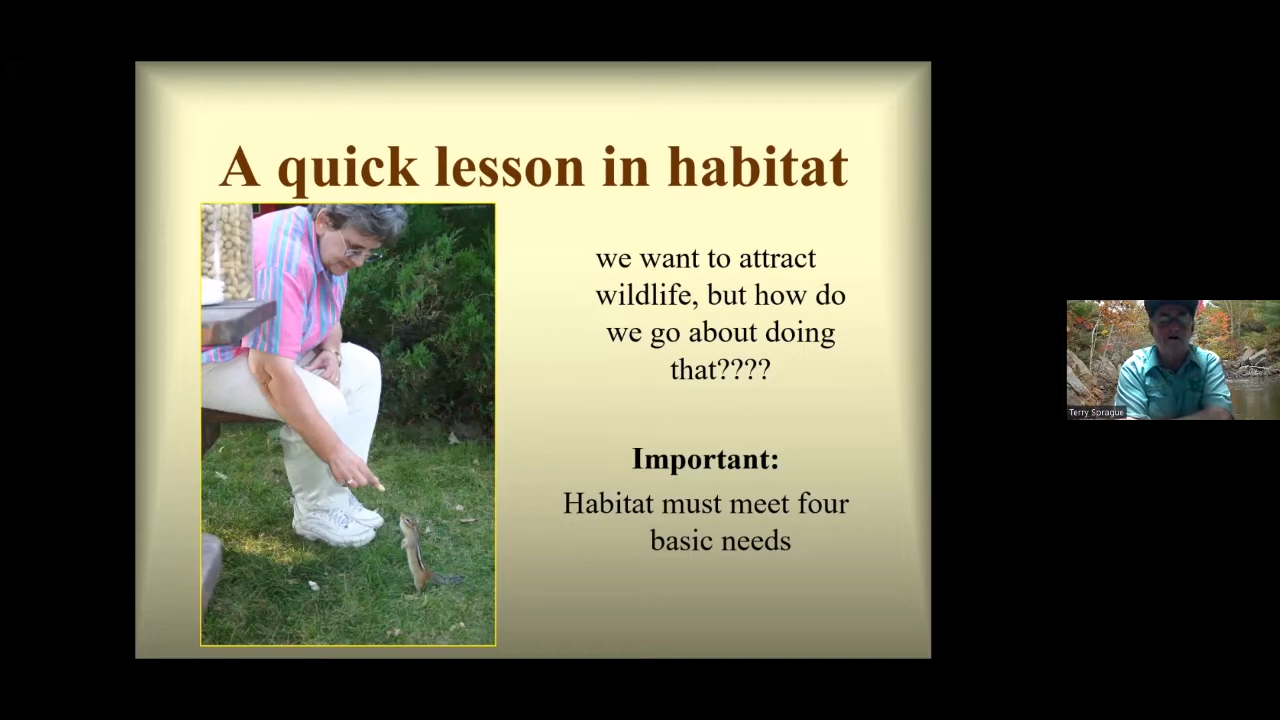 A quick lesson in habitat
we want to attract
wildlife, but how do
we go about doing
that????
Important:
Habitat must meet four
basic needs
Terry Sprague